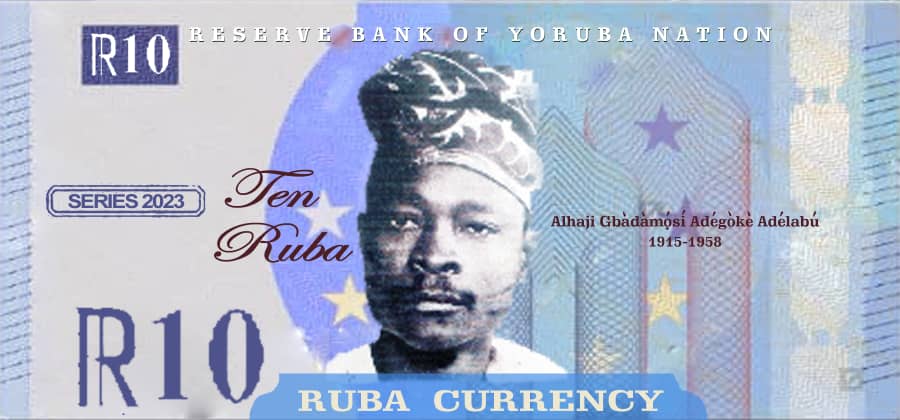 R10
RESERVE BANK OF YORUBA NATION
SERIES 2023
Ten
Ruba
Alhaji Gbàdàmọ́sí Adégòkè Adélabú
1915-1958
R10
RUBA CURRENCY